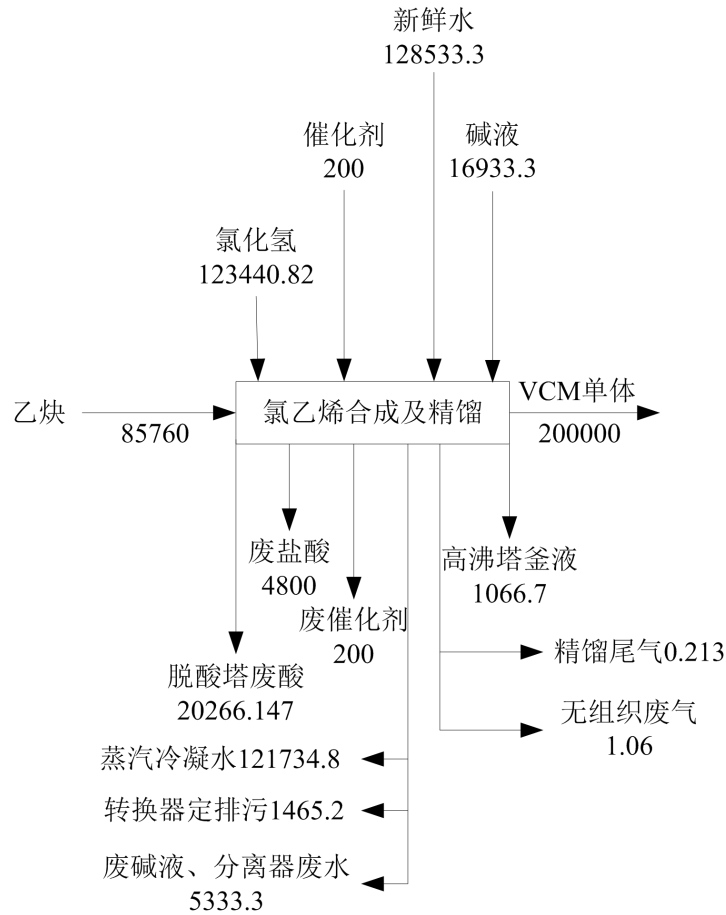 新鲜水
128533.3
催化剂
200
碱液
16933.3
氯化氢
123440.82
乙炔
85760
氯乙烯合成及精馏
VCM单体
200000
废盐酸
4800
高沸塔釜液
1066.7
废催化剂
200
脱酸塔废酸
20266.147
精馏尾气0.213
无组织废气
1.06
蒸汽冷凝水121734.8
转换器定排污1465.2
废碱液、分离器废水
5333.3